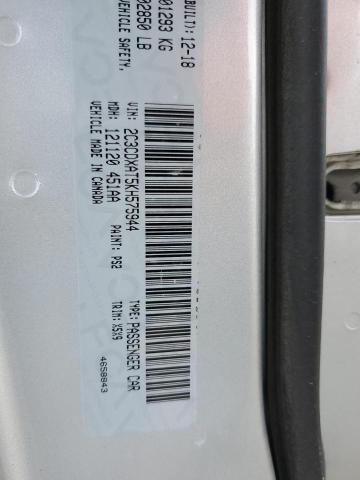 BUILT): 12-18
01293 KG
02850 LB
VEHICLE SAFETY,
VIN: 2C3CDXAT5KH575944
TYPE: PASSENGER CAR
MDH: 121120 451AA
PAINT: PS2
TRIM: X5X9
VEHICLE MADE IN CANADA
4658843